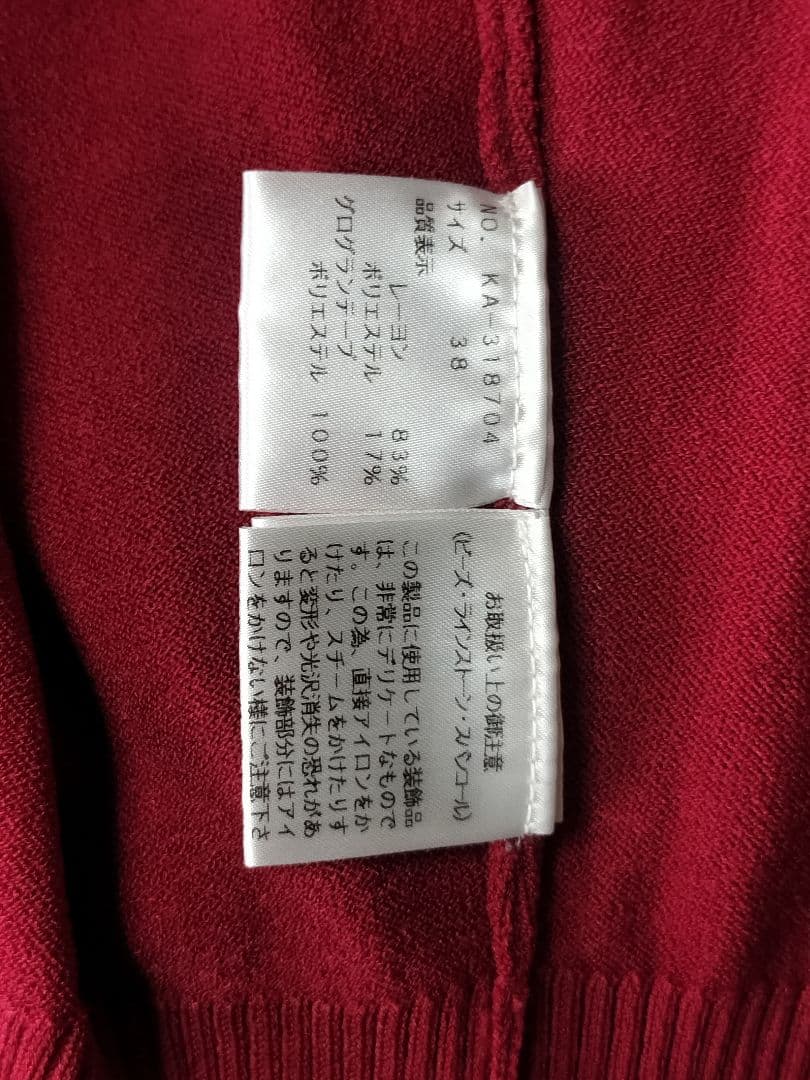 NO. KA-318704
サイズ 38
品質表示
レーヨン 83%
ポリエステル 17%
グログランテープ
ポリエステル 100%
お取扱い上の御注意
(ビーズ・ラインストーン・スパンコール)
この製品に使用している装飾品
は、非常にデリケートなもので
す。この為、直接アイロンをか
けたり、スチームをかけたりす
ると変形や光沢消失の恐れがあ
りますので、装飾部分にはアイ
ロンをかけない様にご注意下さ